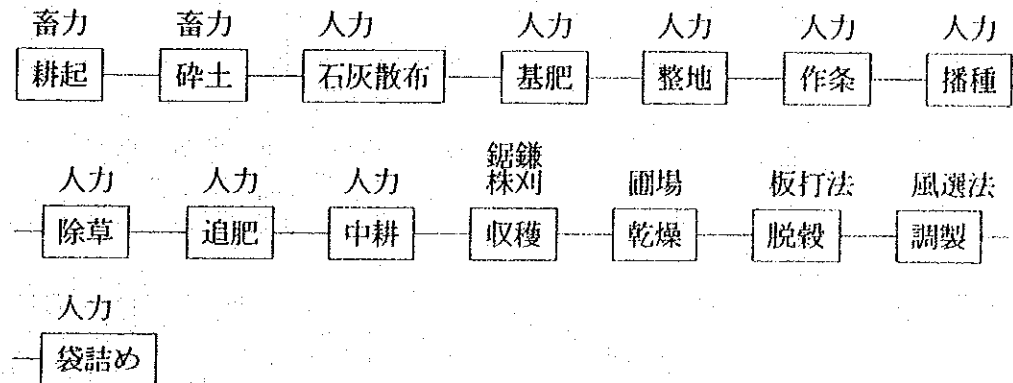 畜力 畜力 人力 人力 人力 人力 人力
耕起 砕土 石灰散布 基肥 整地 作条 播種
鋸鎌
人力 人力 人力 株刈 圃場 板打法 風選法
除草 追肥 中耕 収穫 乾燥 脱穀 調製
人力
袋詰め